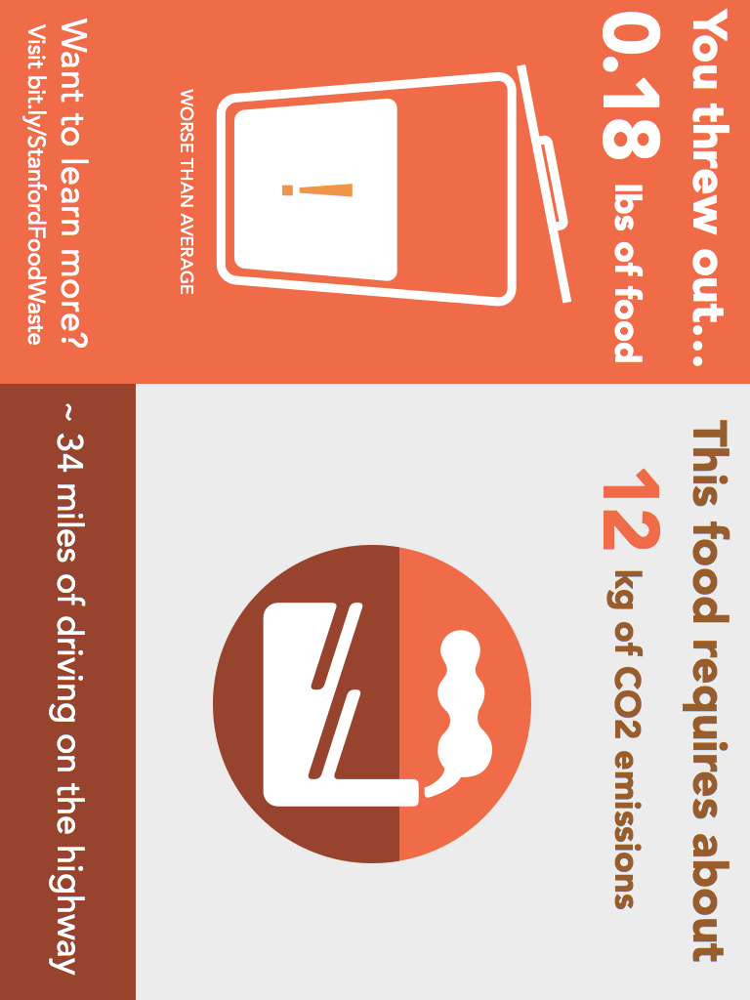 You threw out...
0.18 lbs of food
!
WORSE THAN AVERAGE
Want to learn more?
Visit bit.ly/StanfordFoodWaste
This food requires about
12 kg of CO2 emissions
~ 34 miles of driving on the highway